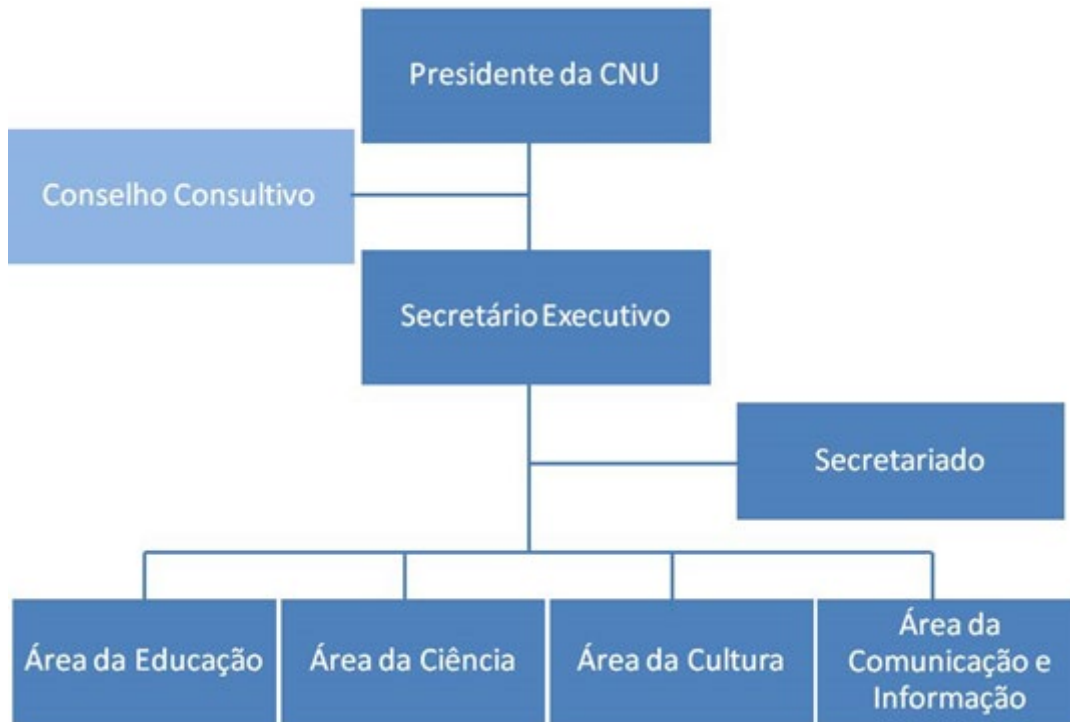 Presidente da CNU
Conselho Consultivo
Secretário Executivo
Secretariado
Área da Educação
Área da Ciência
Área da Cultura
Área da
Comunicação e
Informação